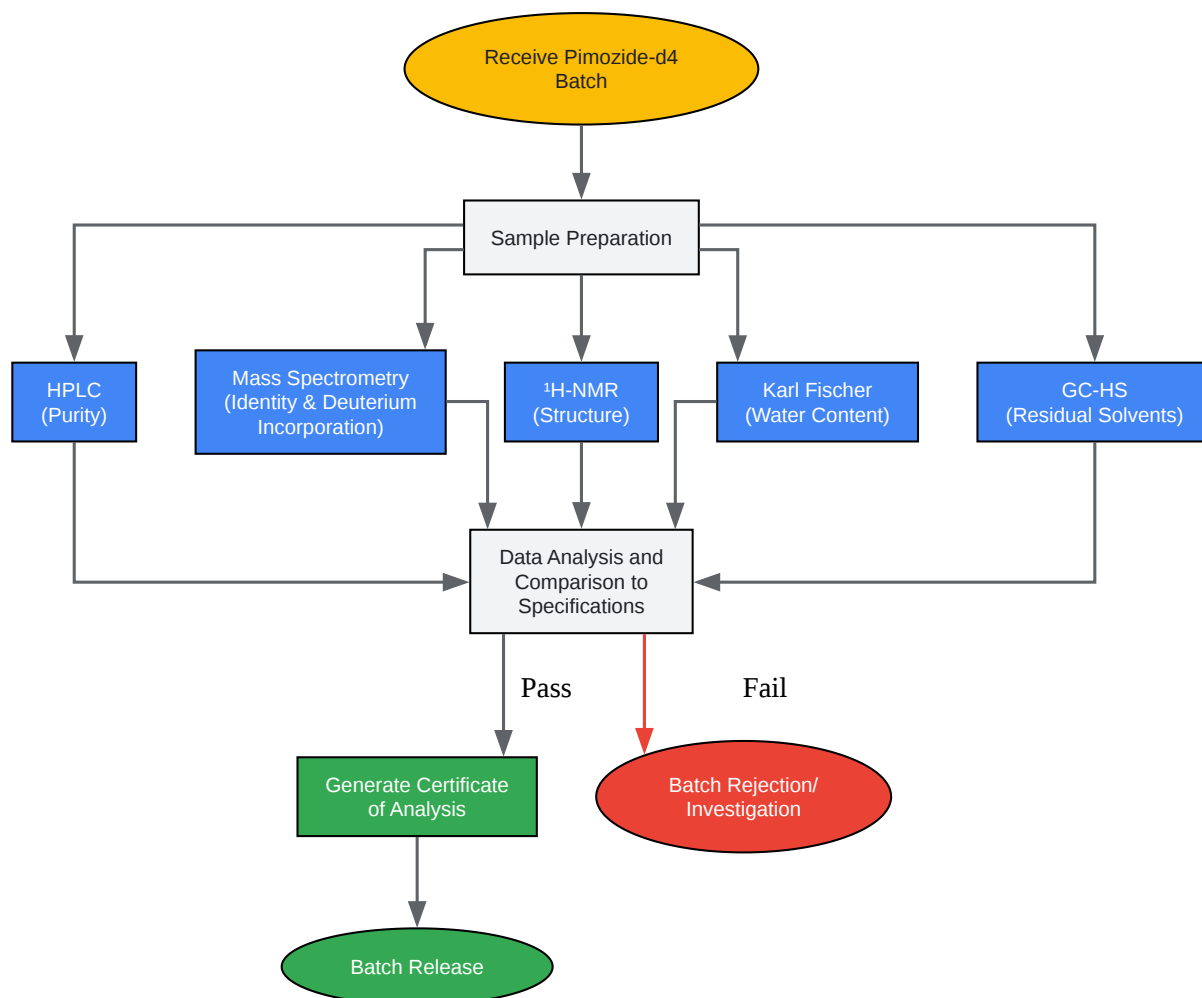 Receive Pimozide-d4
Batch
Sample Preparation
HPLC
(Purity)
Mass Spectrometry
(Identity & Deuterium
Incorporation)
¹H-NMR
(Structure)
Karl Fischer
(Water Content)
GC-HS
(Residual Solvents)
Data Analysis and
Comparison to
Specifications
Pass
Fail
Generate Certificate
of Analysis
Batch Rejection/
Investigation
Batch Release